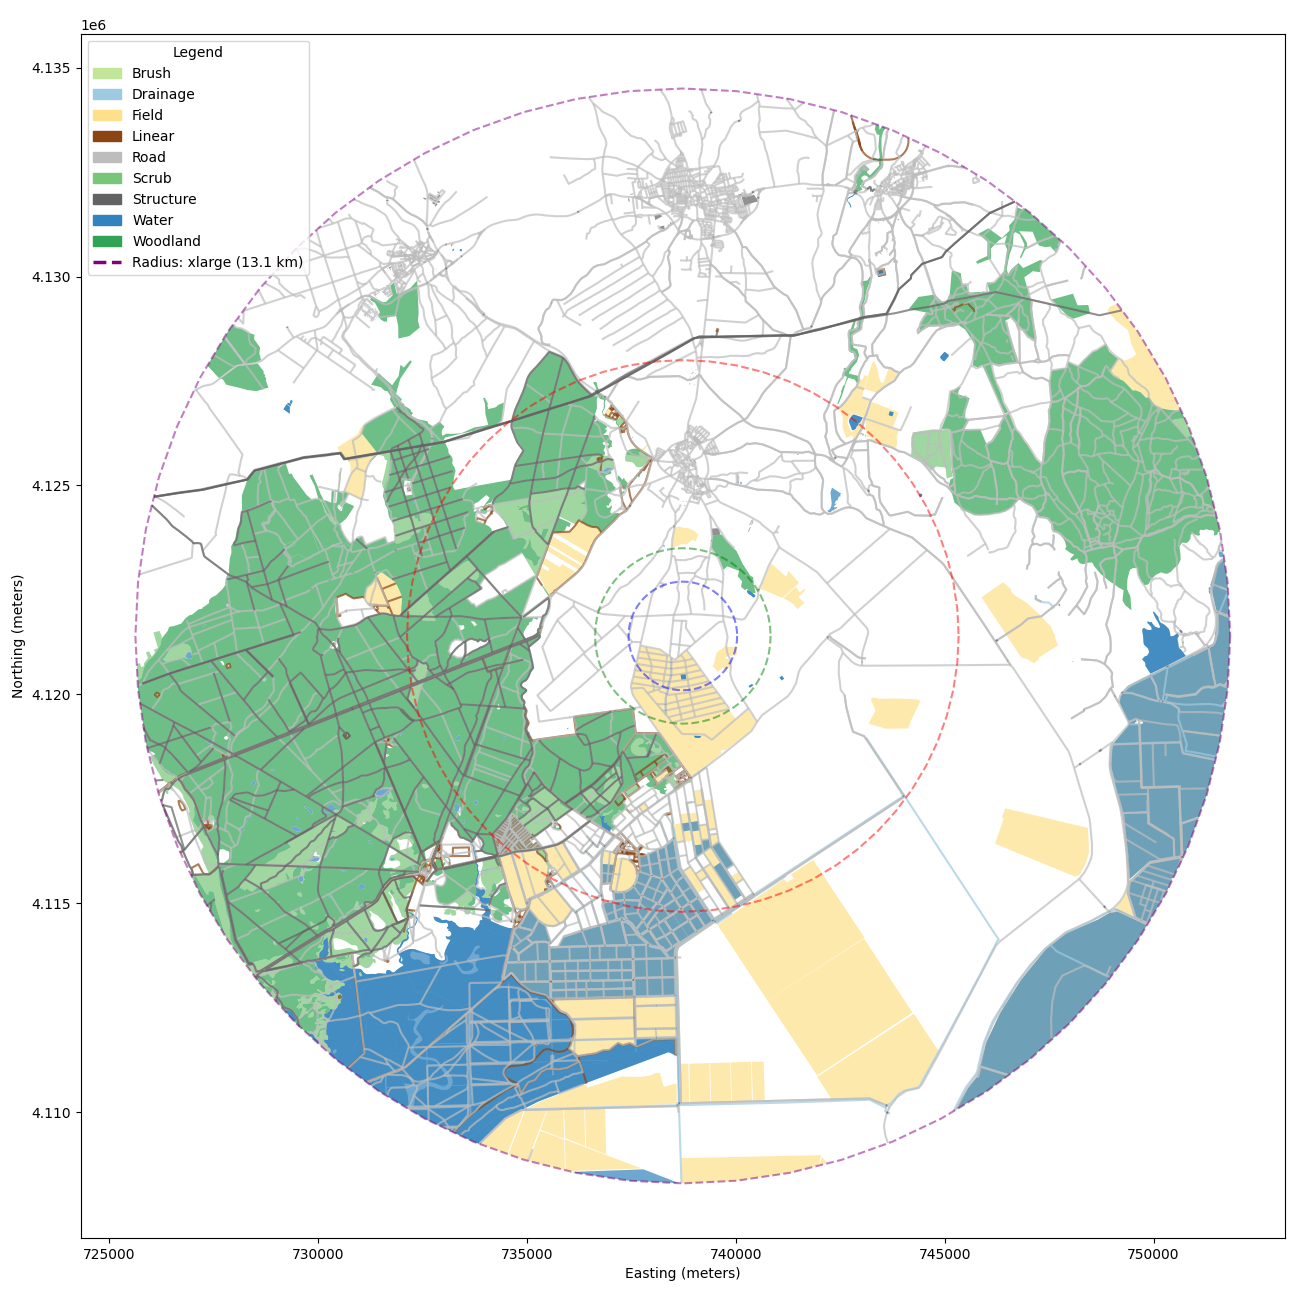 1e6
Legend
Brush
Drainage
Field
Linear
Road
Scrub
Structure
Water
Woodland
Radius: xlarge (13.1 km)
4.135
4.130
4.125
4.120
4.115
4.110
Northing (meters)
725000 730000 735000 740000 745000 750000
Easting (meters)